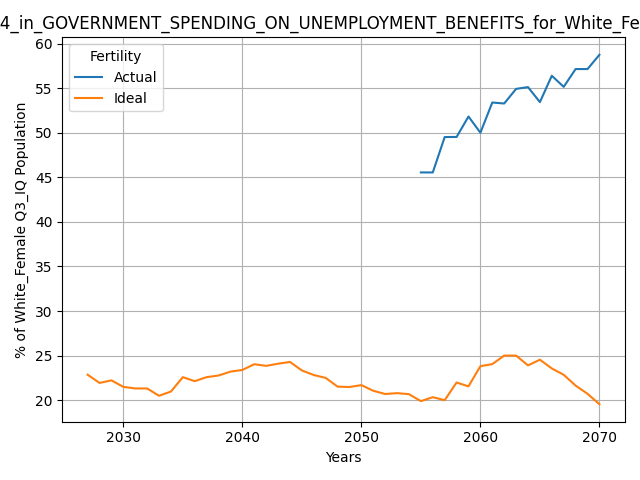 4_in_GOVERNMENT_SPENDING_ON_UNEMPLOYMENT_BENEFITS_for_White_Fe
Fertility
Actual
Ideal
60
55
50
45
40
35
30
25
20
% of White_Female Q3_IQ Population
2030 2040 2050 2060 2070
Years